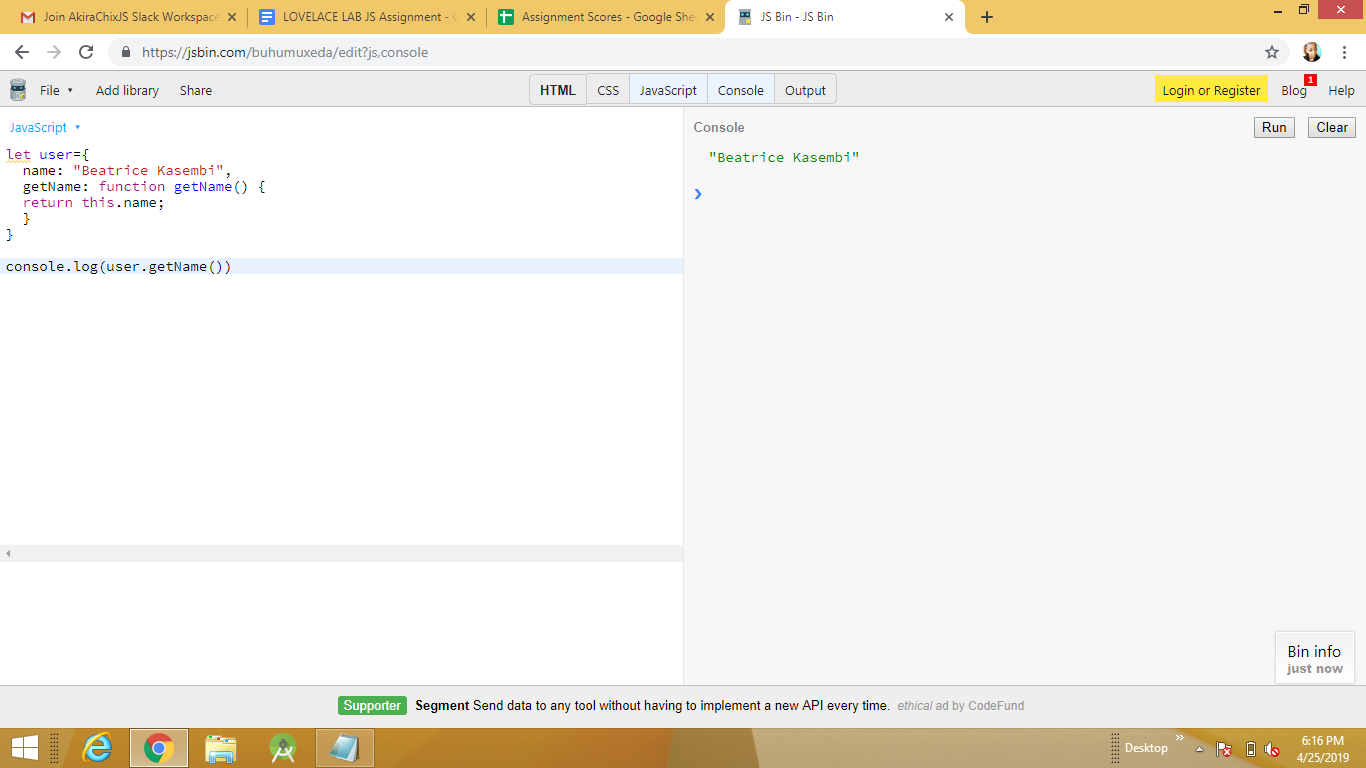 Join AkiraChixJS Slack Workspace
LOVELACE LAB JS Assignment -
Assignment Scores - Google She
JS Bin - JS Bin
https://jsbin.com/buhumuxeda/edit?js,console
File
Add library
Share
HTML
CSS
JavaScript
Console
Output
Login or Register
Blog
1
Help
JavaScript
let user={
  name: "Beatrice Kasembi",
  getName: function getName() {
  return this.name;
  }
}
console.log(user.getName())
Console
Run
Clear
"Beatrice Kasembi"
Bin info
just now
Supporter Segment Send data to any tool without having to implement a new API every time. ethical ad by CodeFund
Desktop
6:16 PM
4/25/2019